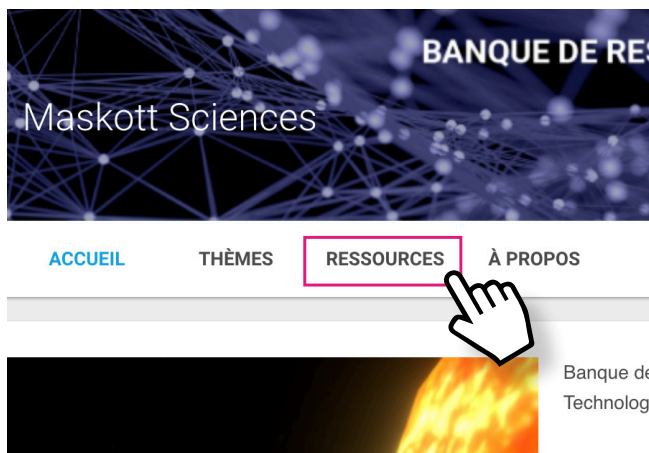 BANQUE DE RES
Maskott Sciences
ACCUEIL THÈMES RESSOURCES À PROPOS
Banque de
Technolog